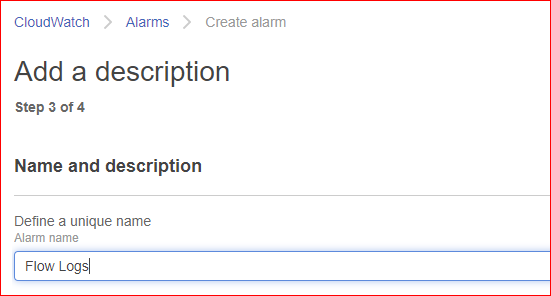 CloudWatch > Alarms > Create alarm
Add a description
Step 3 of 4
Name and description
Define a unique name
Alarm name
Flow Logs